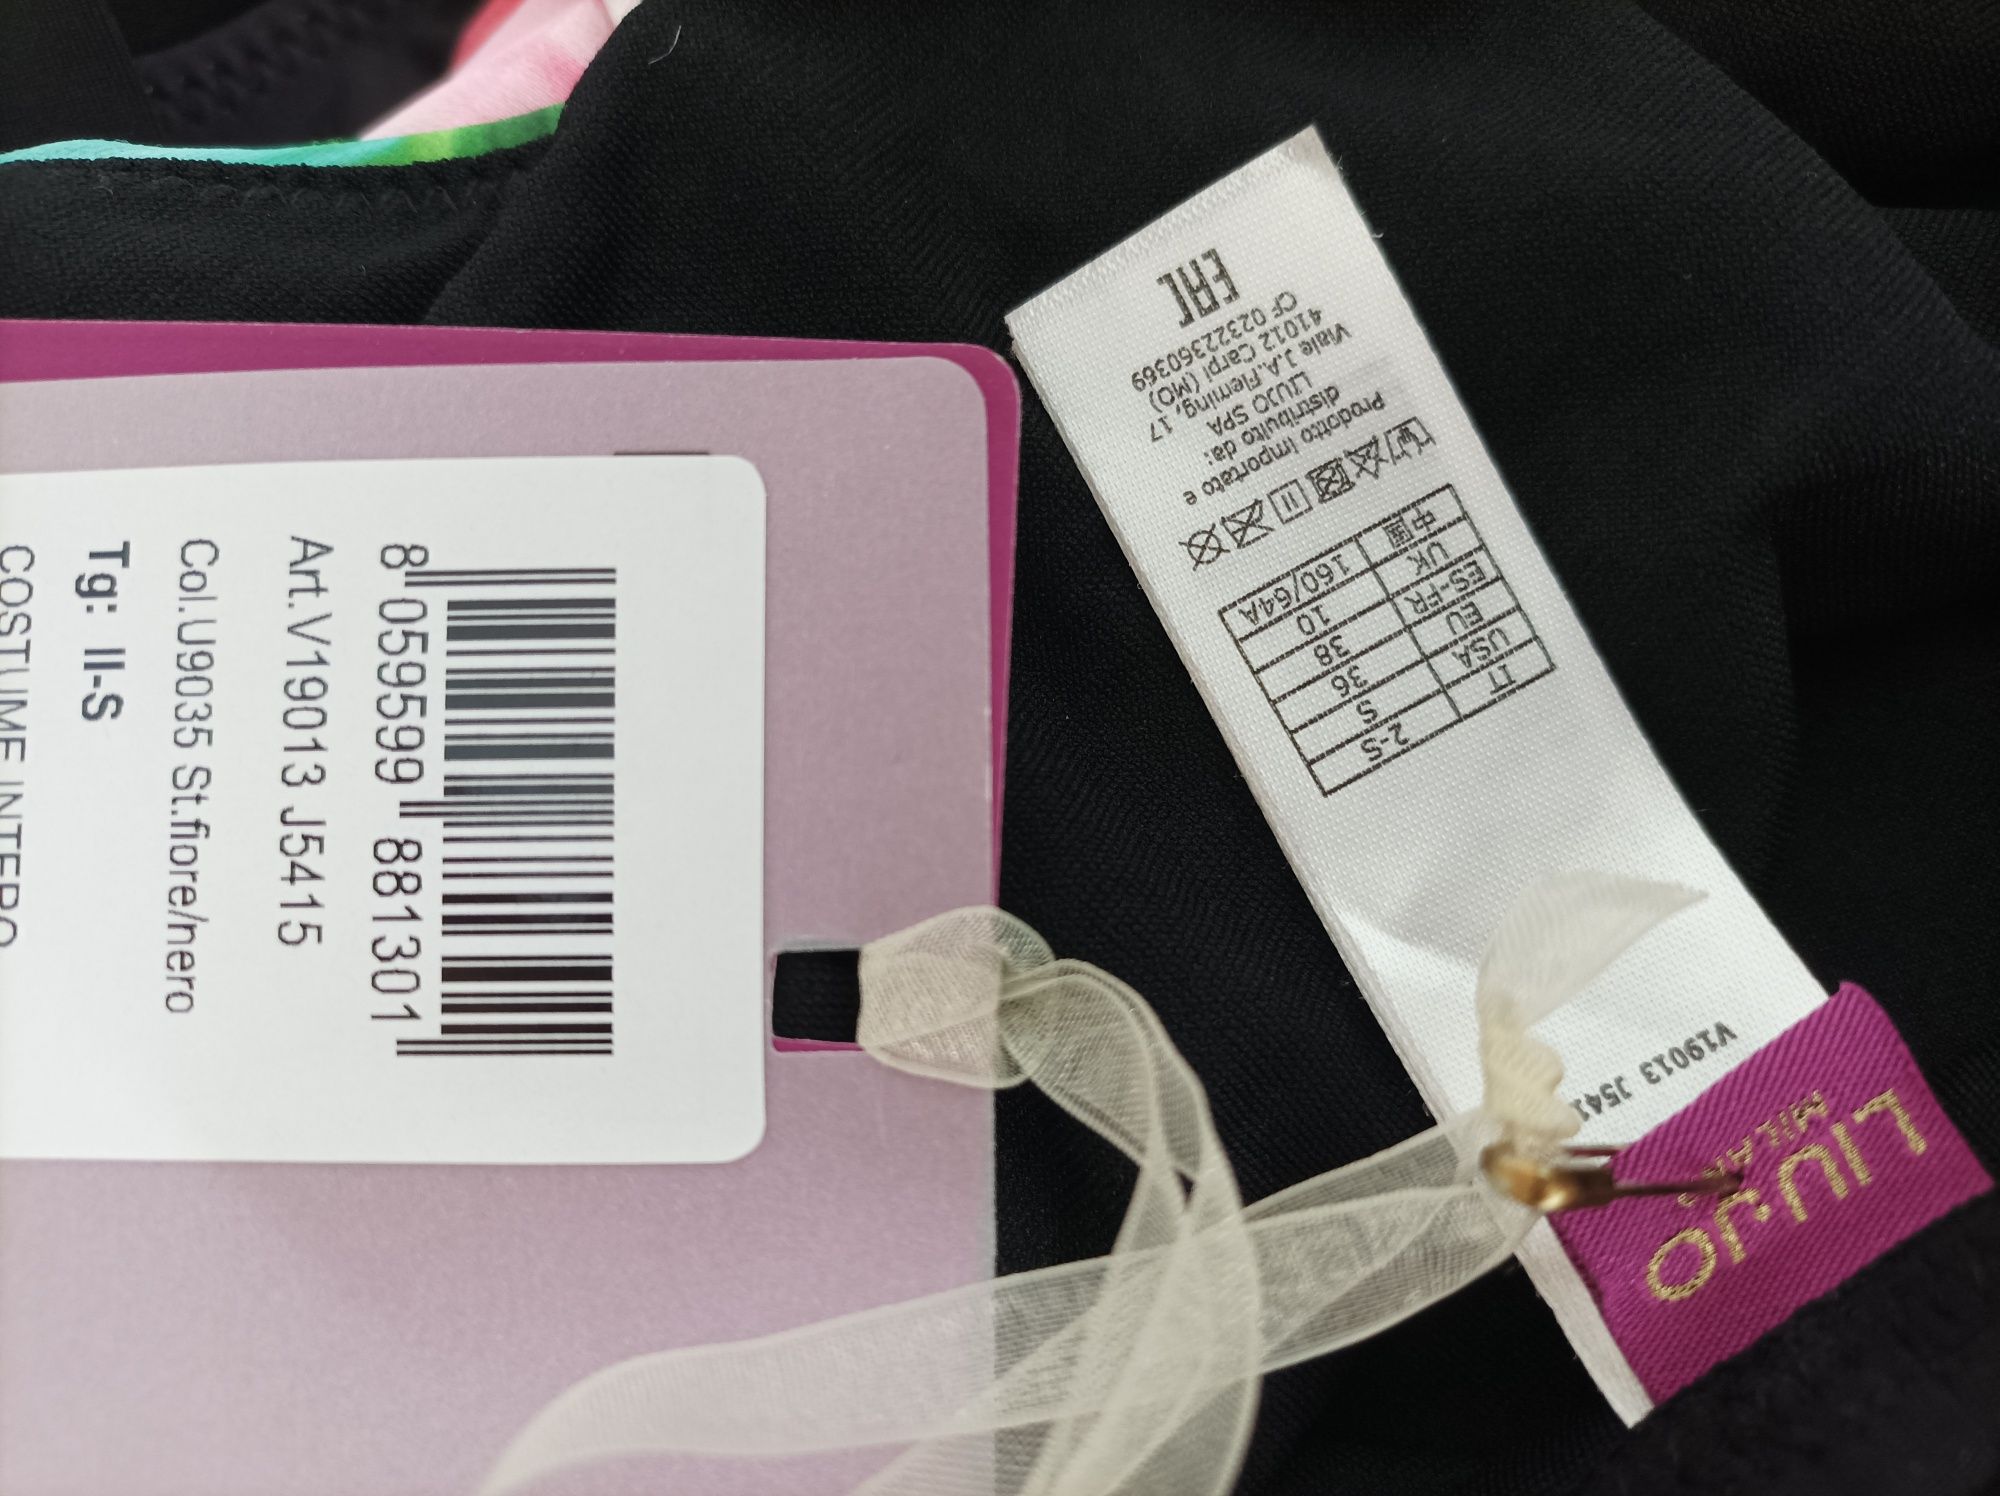 8 059599 881301
Art.V19013 J5415
Col.U9035 St.fiore/nero
Tg: II-S
COSTUME INTERO
LIU·JO
V19013 J541
IT 2-S
USA S
EU 36
ES-FR 38
UK 10
中国 160/64A
Prodotto importato e
distribuito da:
LIUJO SPA
Viale J.A.Fleming, 17
41012 Carpi (MO)
CF 02322360369
EAC